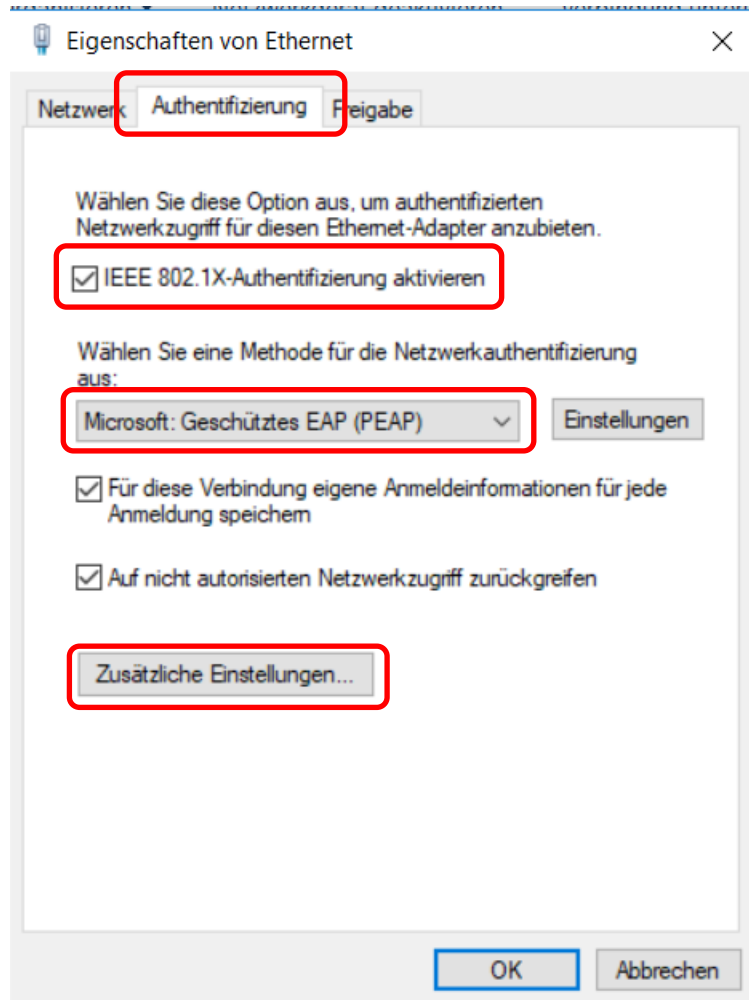 Eigenschaften von Ethernet
Netzwerk
Authentifizierung
Freigabe
Wählen Sie diese Option aus, um authentifizierten
Netzwerkzugriff für diesen Ethernet-Adapter anzubieten.
IEEE 802.1X-Authentifizierung aktivieren
Wählen Sie eine Methode für die Netzwerkauthentifizierung
aus:
Microsoft: Geschütztes EAP (PEAP)
Einstellungen
Für diese Verbindung eigene Anmeldeinformationen für jede
Anmeldung speichern
Auf nicht autorisierten Netzwerkzugriff zurückgreifen
Zusätzliche Einstellungen...
OK
Abbrechen